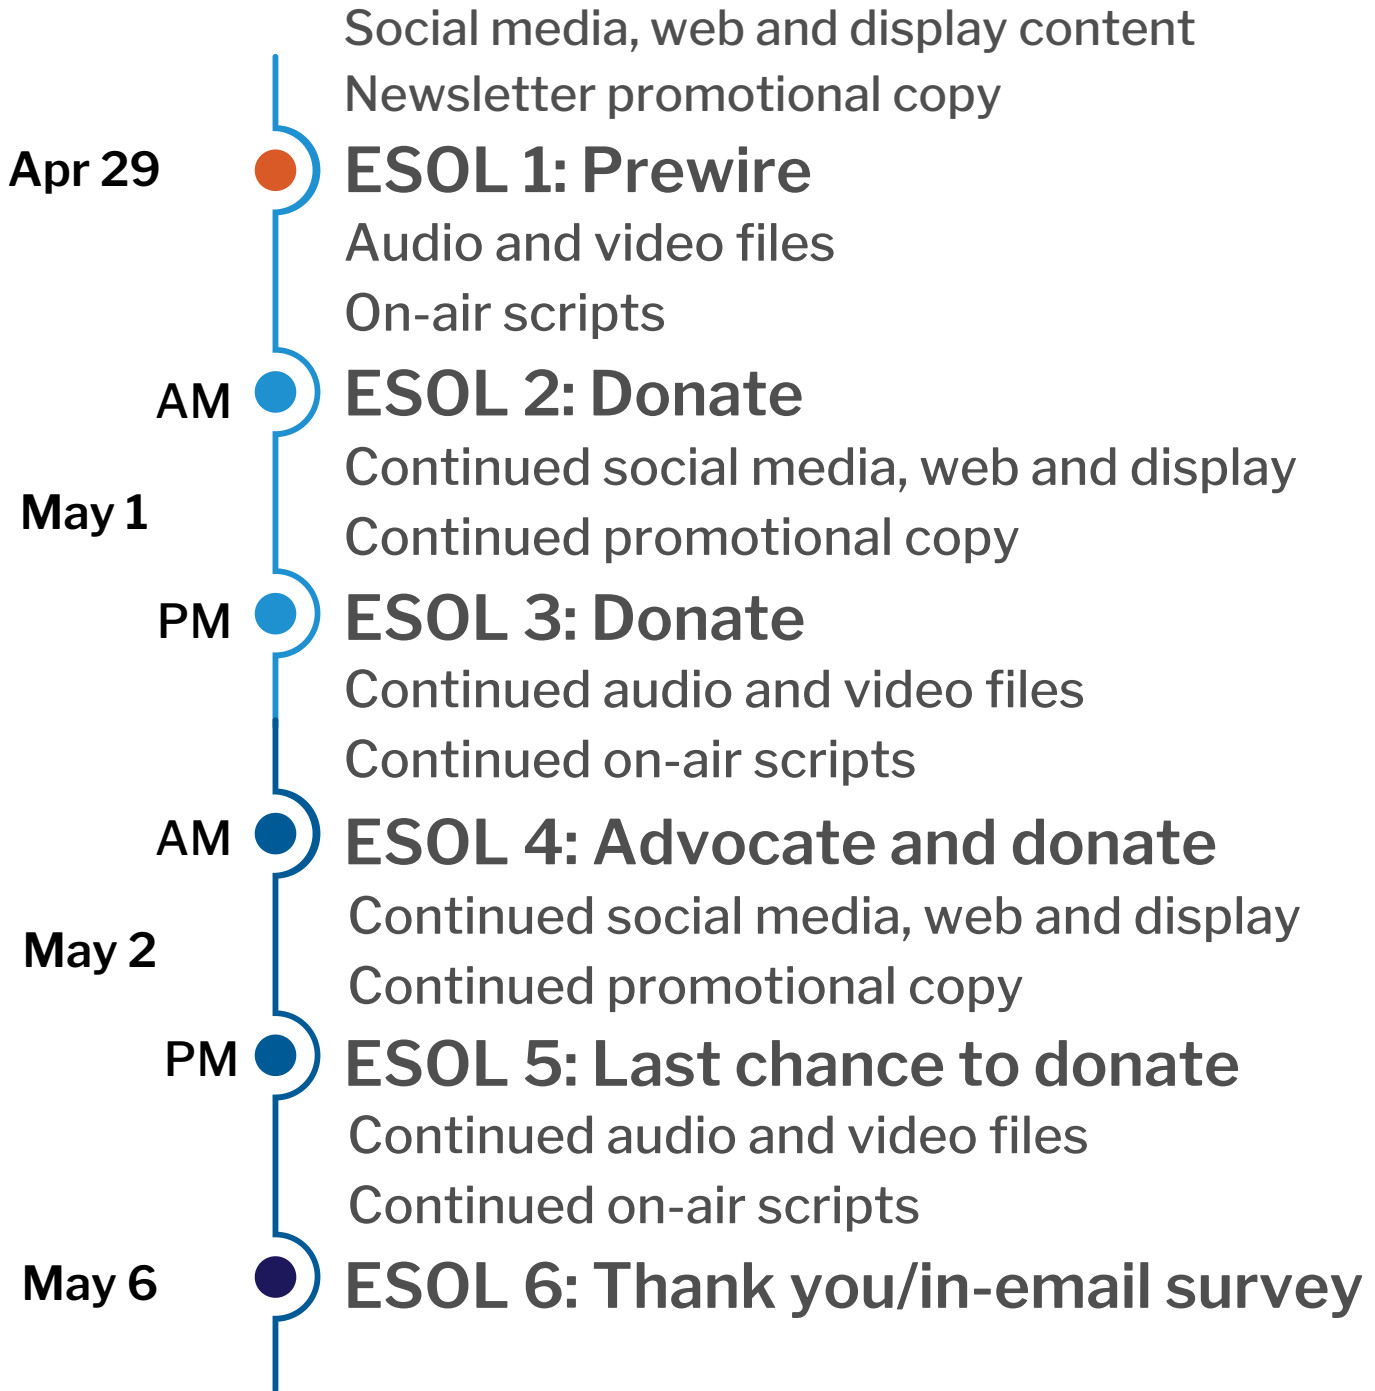 Social media, web and display content
Newsletter promotional copy
Apr 29
ESOL 1: Prewire
Audio and video files
On-air scripts
AM
ESOL 2: Donate
Continued social media, web and display
May 1
Continued promotional copy
PM
ESOL 3: Donate
Continued audio and video files
Continued on-air scripts
AM
ESOL 4: Advocate and donate
Continued social media, web and display
May 2
Continued promotional copy
PM
ESOL 5: Last chance to donate
Continued audio and video files
Continued on-air scripts
May 6
ESOL 6: Thank you/in-email survey